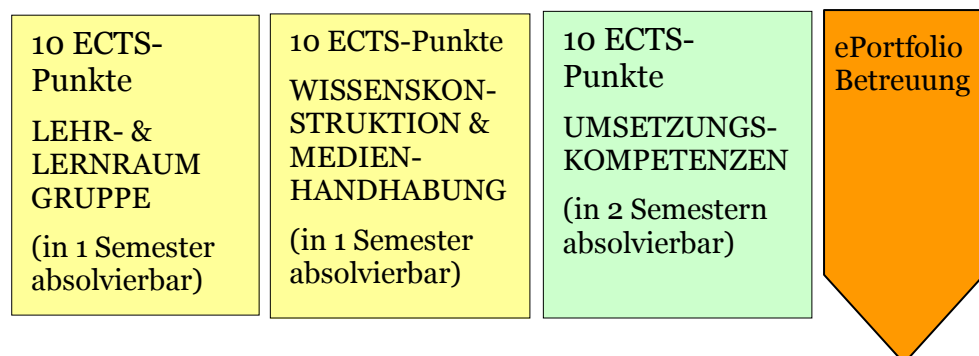 10 ECTS-
Punkte
LEHR- &
LERNRAUM
GRUPPE
(in 1 Semester
absolvierbar)
10 ECTS-Punkte
WISSENSKON-
STRUKTION &
MEDIEN-
HANDHABUNG
(in 1 Semester
absolvierbar)
10 ECTS-
Punkte
UMSETZUNGS-
KOMPETENZEN
(in 2 Semestern
absolvierbar)
ePortfolio
Betreuung